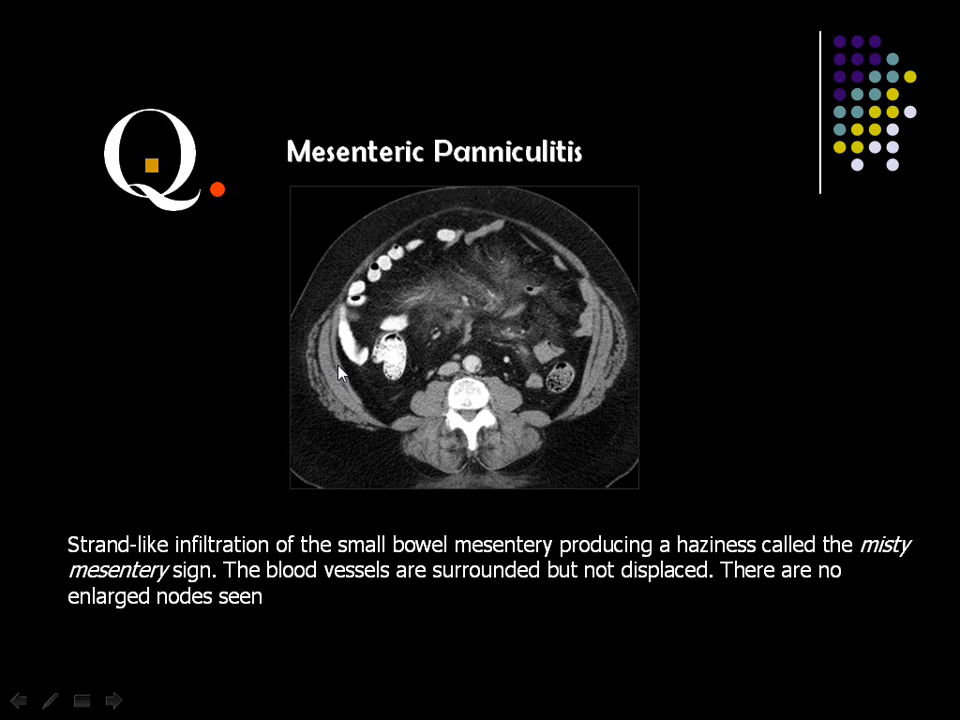 Q.
Mesenteric Panniculitis
Strand-like infiltration of the small bowel mesentery producing a haziness called the misty
mesentery sign. The blood vessels are surrounded but not displaced. There are no
enlarged nodes seen